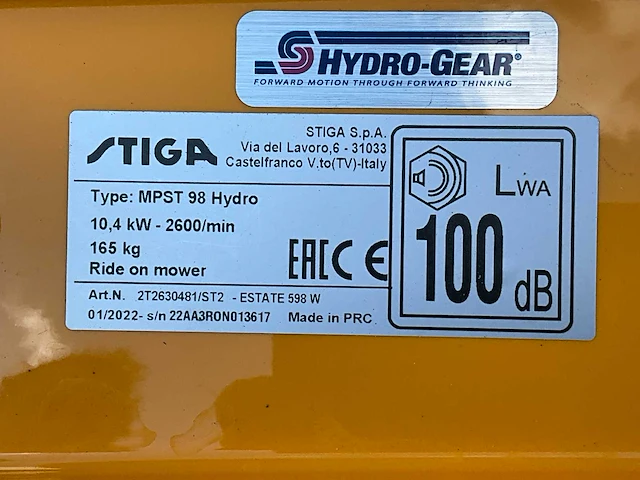 HYDRO-GEAR®
FORWARD MOTION THROUGH FORWARD THINKING
STIGA
STIGA S.p.A.
Via del Lavoro,6 - 31033
Castelfranco V.to(TV)-Italy
Type: MPST 98 Hydro
10,4 kW - 2600/min
165 kg
Ride on mower
EAC CE
Art.N. 2T2630481/ST2 - ESTATE 598 W
01/2022- s/n 22AA3RON013617 Made in PRC
LWA
100 dB